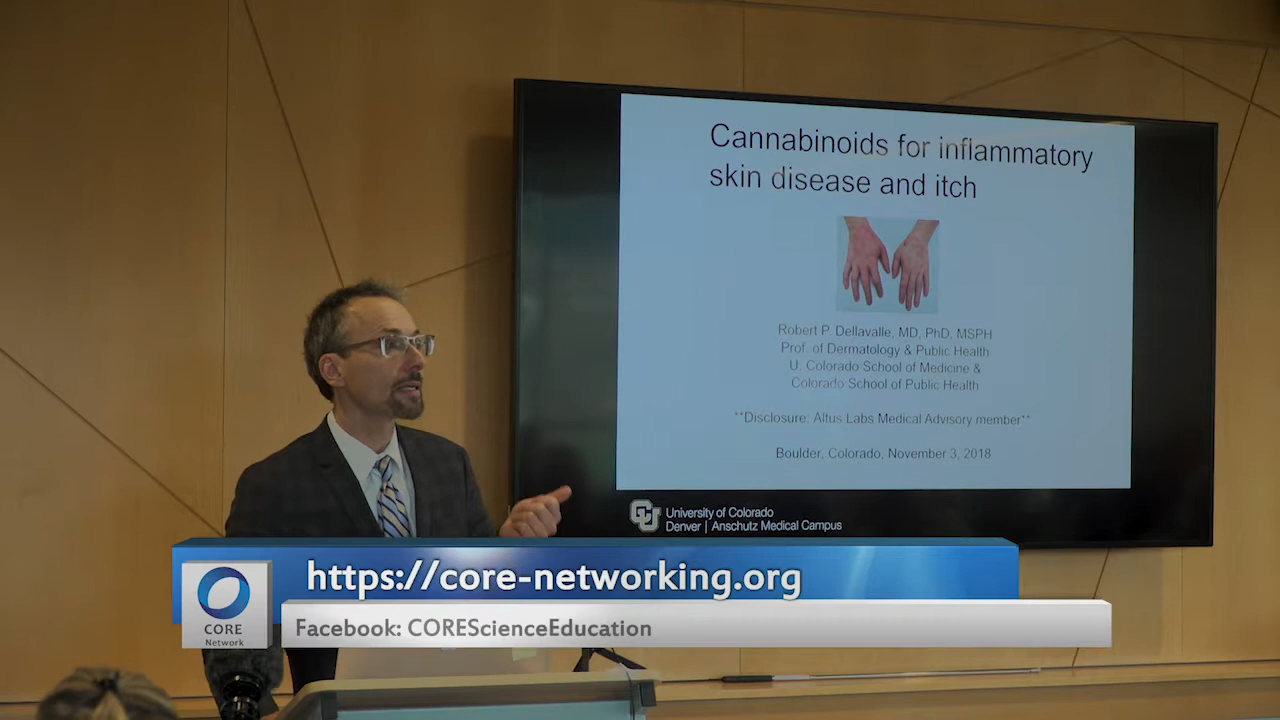 Cannabinoids for inflammatory
skin disease and itch
Robert P. Dellavalle, MD, PhD, MSPH
Prof. of Dermatology & Public Health
U. Colorado School of Medicine &
Colorado School of Public Health
**Disclosure: Altus Labs Medical Advisory member**
Boulder, Colorado, November 3, 2018
CU
University of Colorado
Denver | Anschutz Medical Campus
https://core-networking.org
CORE
Network
Facebook: COREScienceEducation